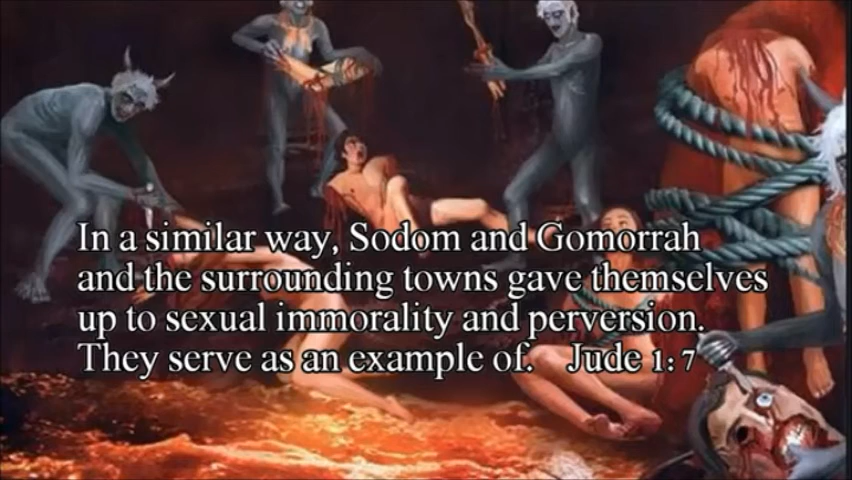 In a similar way, Sodom and Gomorrah
and the surrounding towns gave themselves
up to sexual immorality and perversion.
They serve as an example of. Jude 1:7